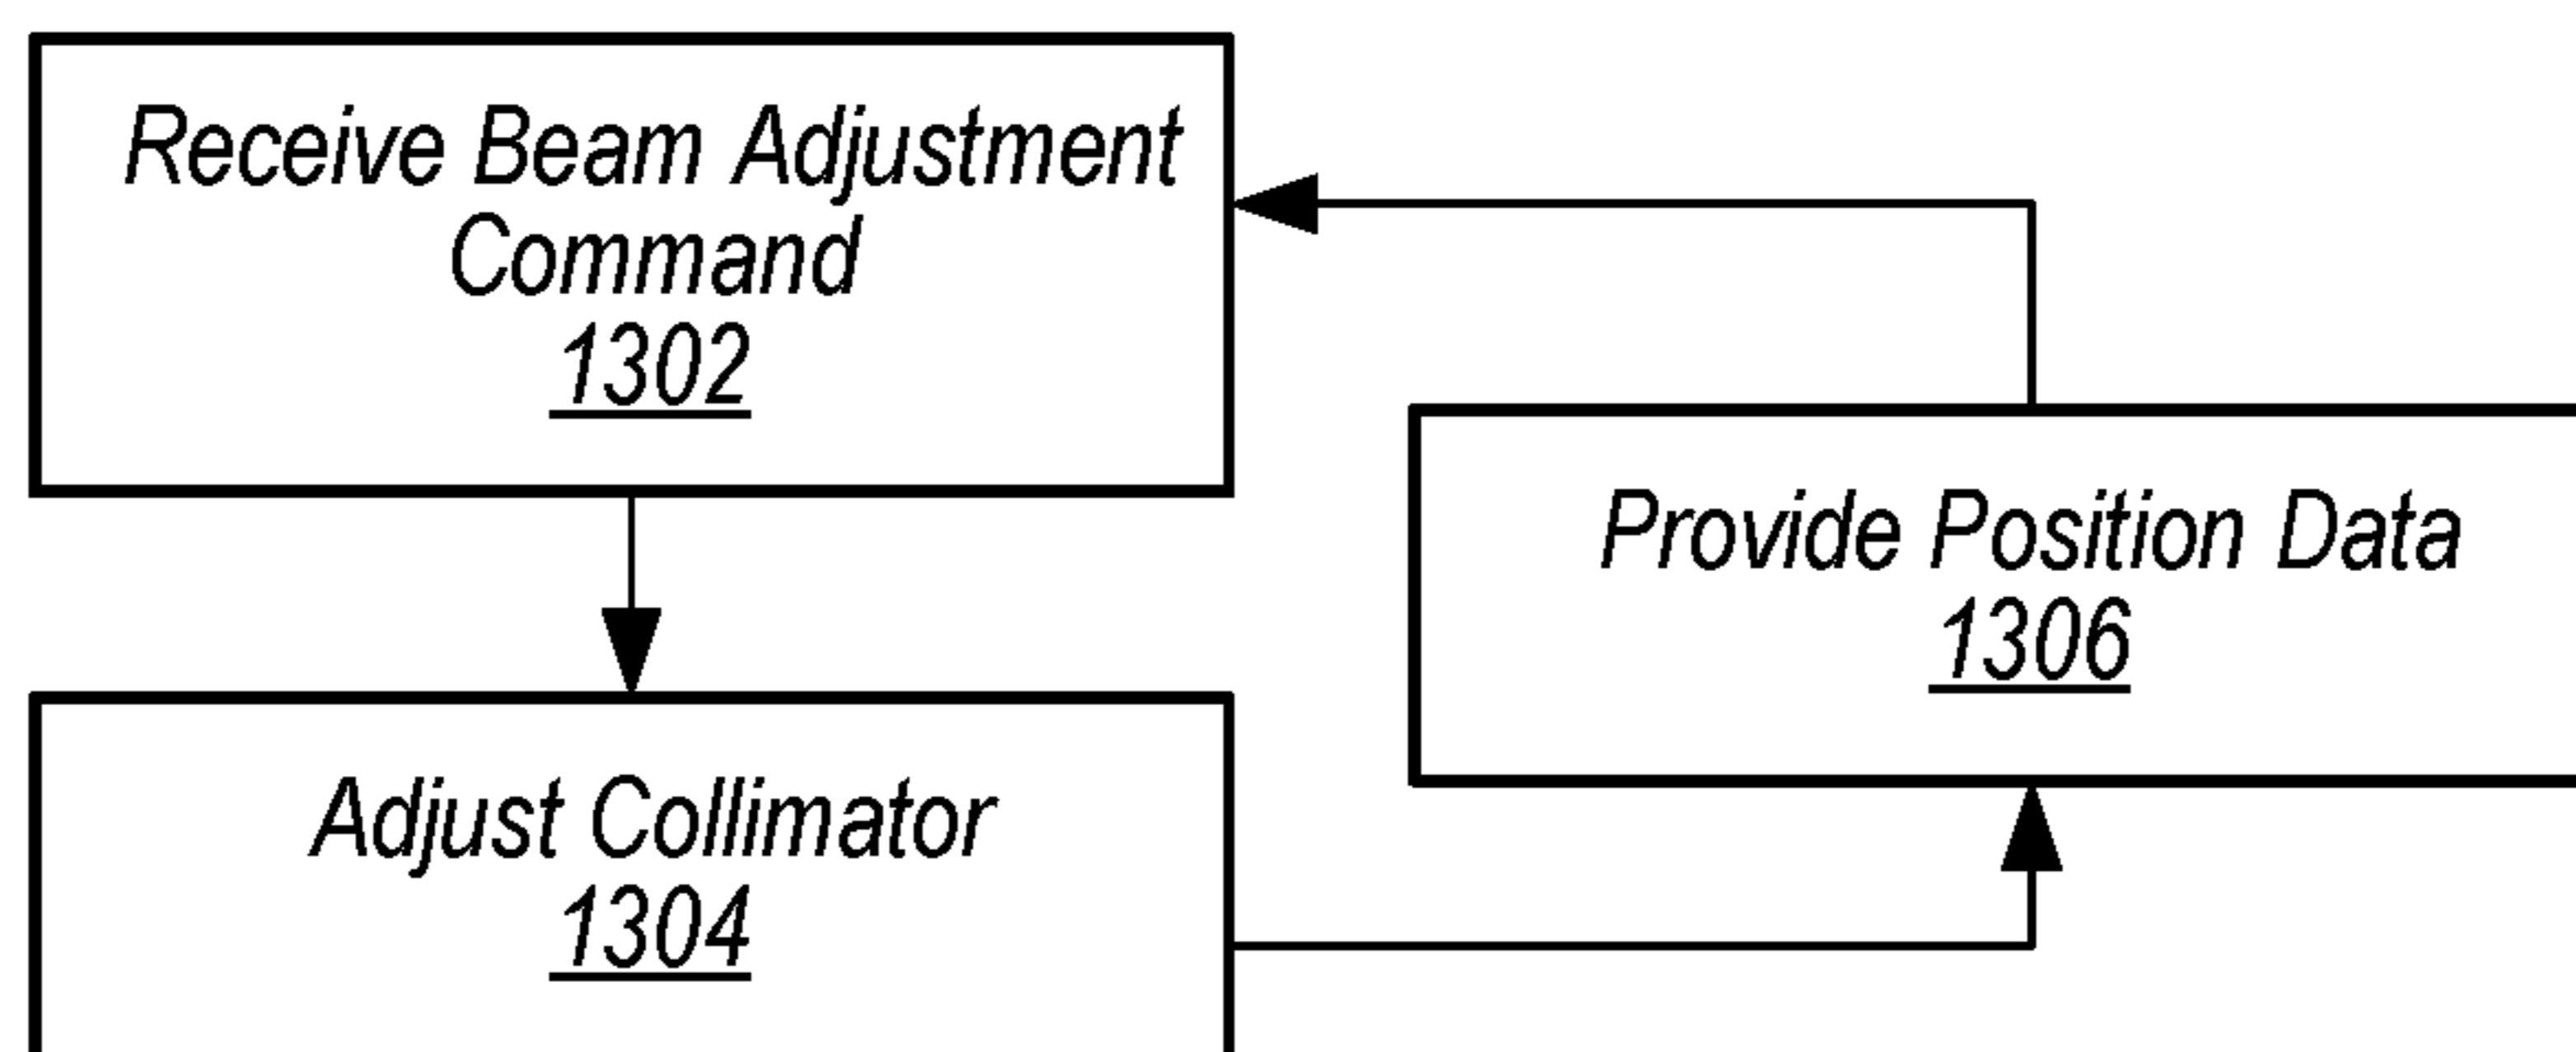 Receive Beam Adjustment
Command
1302
Provide Position Data
1306
Adjust Collimator
1304